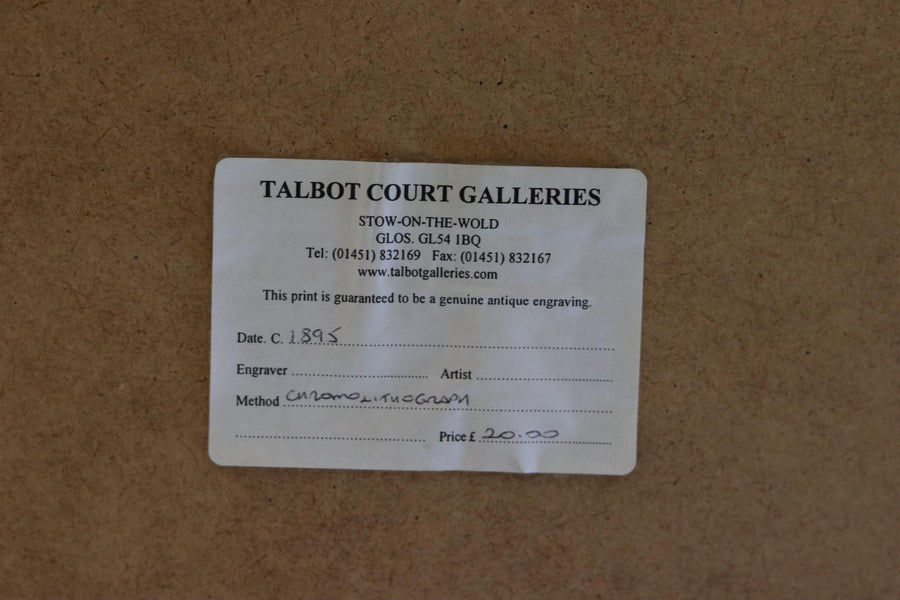 TALBOT COURT GALLERIES
STOW-ON-THE-WOLD
GLOS. GL54 1BQ
Tel: (01451) 832169 Fax: (01451) 832167
www.talbotgalleries.com
This print is guaranteed to be a genuine antique engraving.
Date. C. 1895
Engraver Artist
Method CHROMOLITHOGRAPH
Price £ 20.00